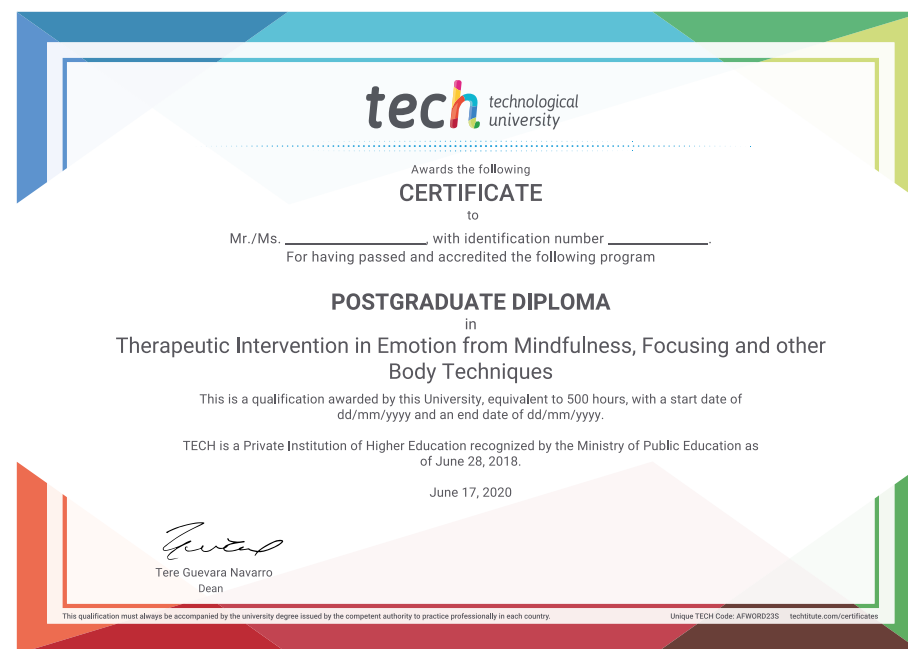 tech technological
university
Awards the following
CERTIFICATE
to
Mr./Ms. ____________________, with identification number ______________.
For having passed and accredited the following program
POSTGRADUATE DIPLOMA
in
Therapeutic Intervention in Emotion from Mindfulness, Focusing and other
Body Techniques
This is a qualification awarded by this University, equivalent to 500 hours, with a start date of
dd/mm/yyyy and an end date of dd/mm/yyyy.
TECH is a Private Institution of Higher Education recognized by the Ministry of Public Education as
of June 28, 2018.
June 17, 2020
Tere Guevara Navarro
Dean
This qualification must always be accompanied by the university degree issued by the competent authority to practice professionally in each country. Unique TECH Code: AFWORD23S techtitute.com/certificates